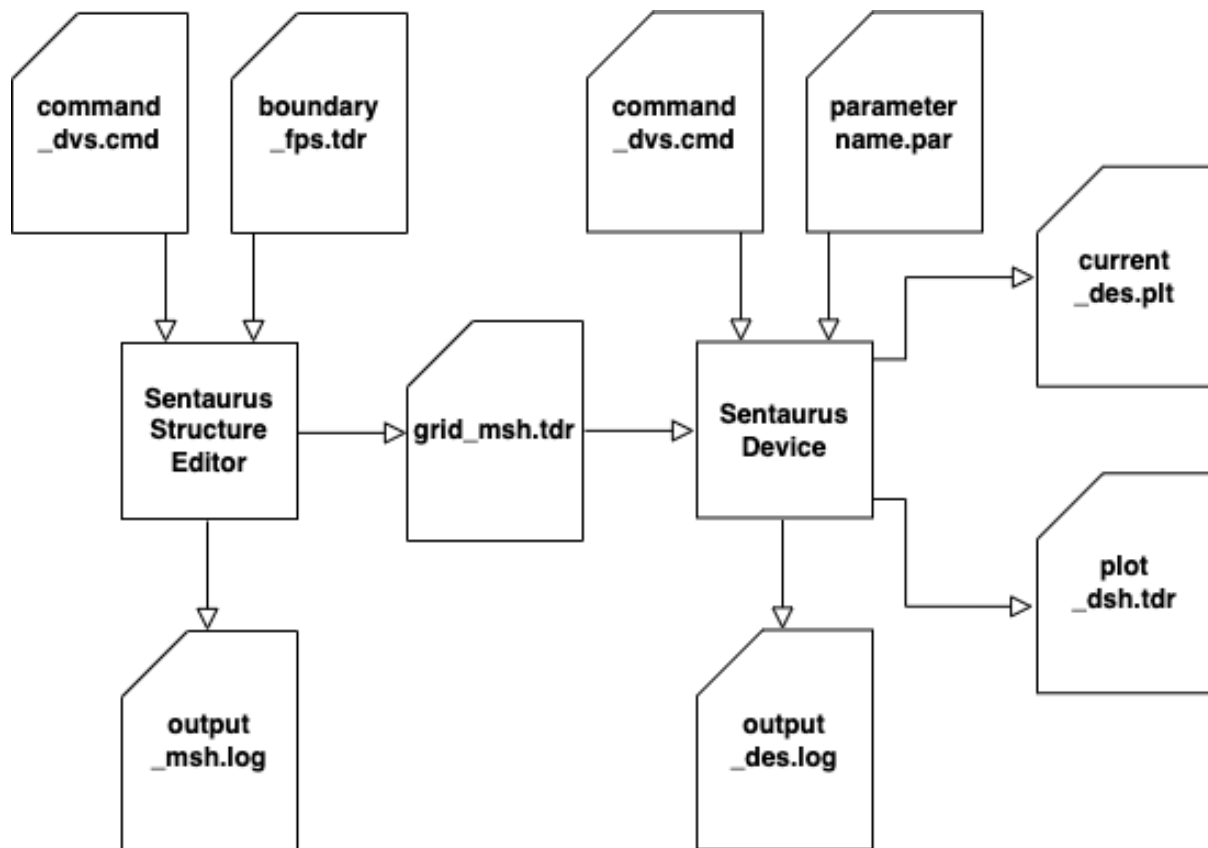 command
_dvs.cmd
boundary
_fps.tdr
command
_dvs.cmd
parameter
name.par
current
_des.plt
Sentaurus
Structure
Editor
grid_msh.tdr
Sentaurus
Device
plot
_dsh.tdr
output
_msh.log
output
_des.log